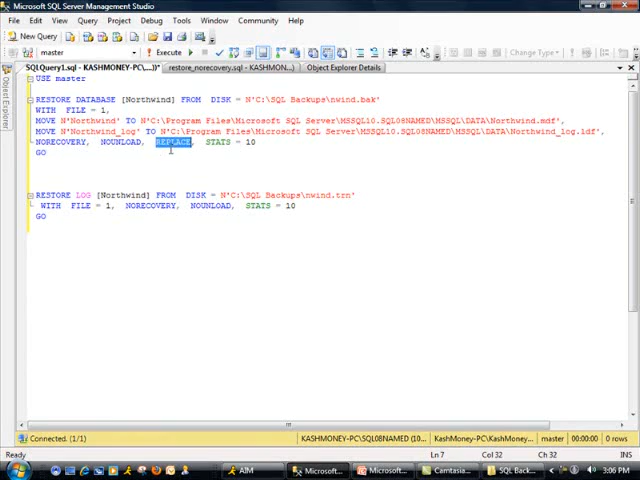 Microsoft SQL Server Management Studio
File Edit View Query Project Debug Tools Window Community Help
New Query
master Execute Change Type
SQLQuery1.sql - KASHMONEY-PC\...))* restore_norecovery.sql - KASHMON...) Object Explorer Details
Object Explorer
USE master
RESTORE DATABASE [Northwind] FROM DISK = N'C:\SQL Backups\nwind.bak'
WITH FILE = 1,
MOVE N'Northwind' TO N'C:\Program Files\Microsoft SQL Server\MSSQL10.SQL08NAMED\MSSQL\DATA\Northwind.mdf',
MOVE N'Northwind_log' TO N'C:\Program Files\Microsoft SQL Server\MSSQL10.SQL08NAMED\MSSQL\DATA\Northwind_log.ldf',
NORECOVERY, NOUNLOAD, REPLACE, STATS = 10
GO
RESTORE LOG [Northwind] FROM DISK = N'C:\SQL Backups\nwind.trn'
WITH FILE = 1, NORECOVERY, NOUNLOAD, STATS = 10
GO
Connected. (1/1) KASHMONEY-PC\SQL08NAMED (10... KashMoney-PC\KashMoney... master 00:00:00 0 rows
Ready Ln 7 Col 32 Ch 32 INS
AIM Microsoft... Microsoft... Camtasia... SQL Back... 3:06 PM